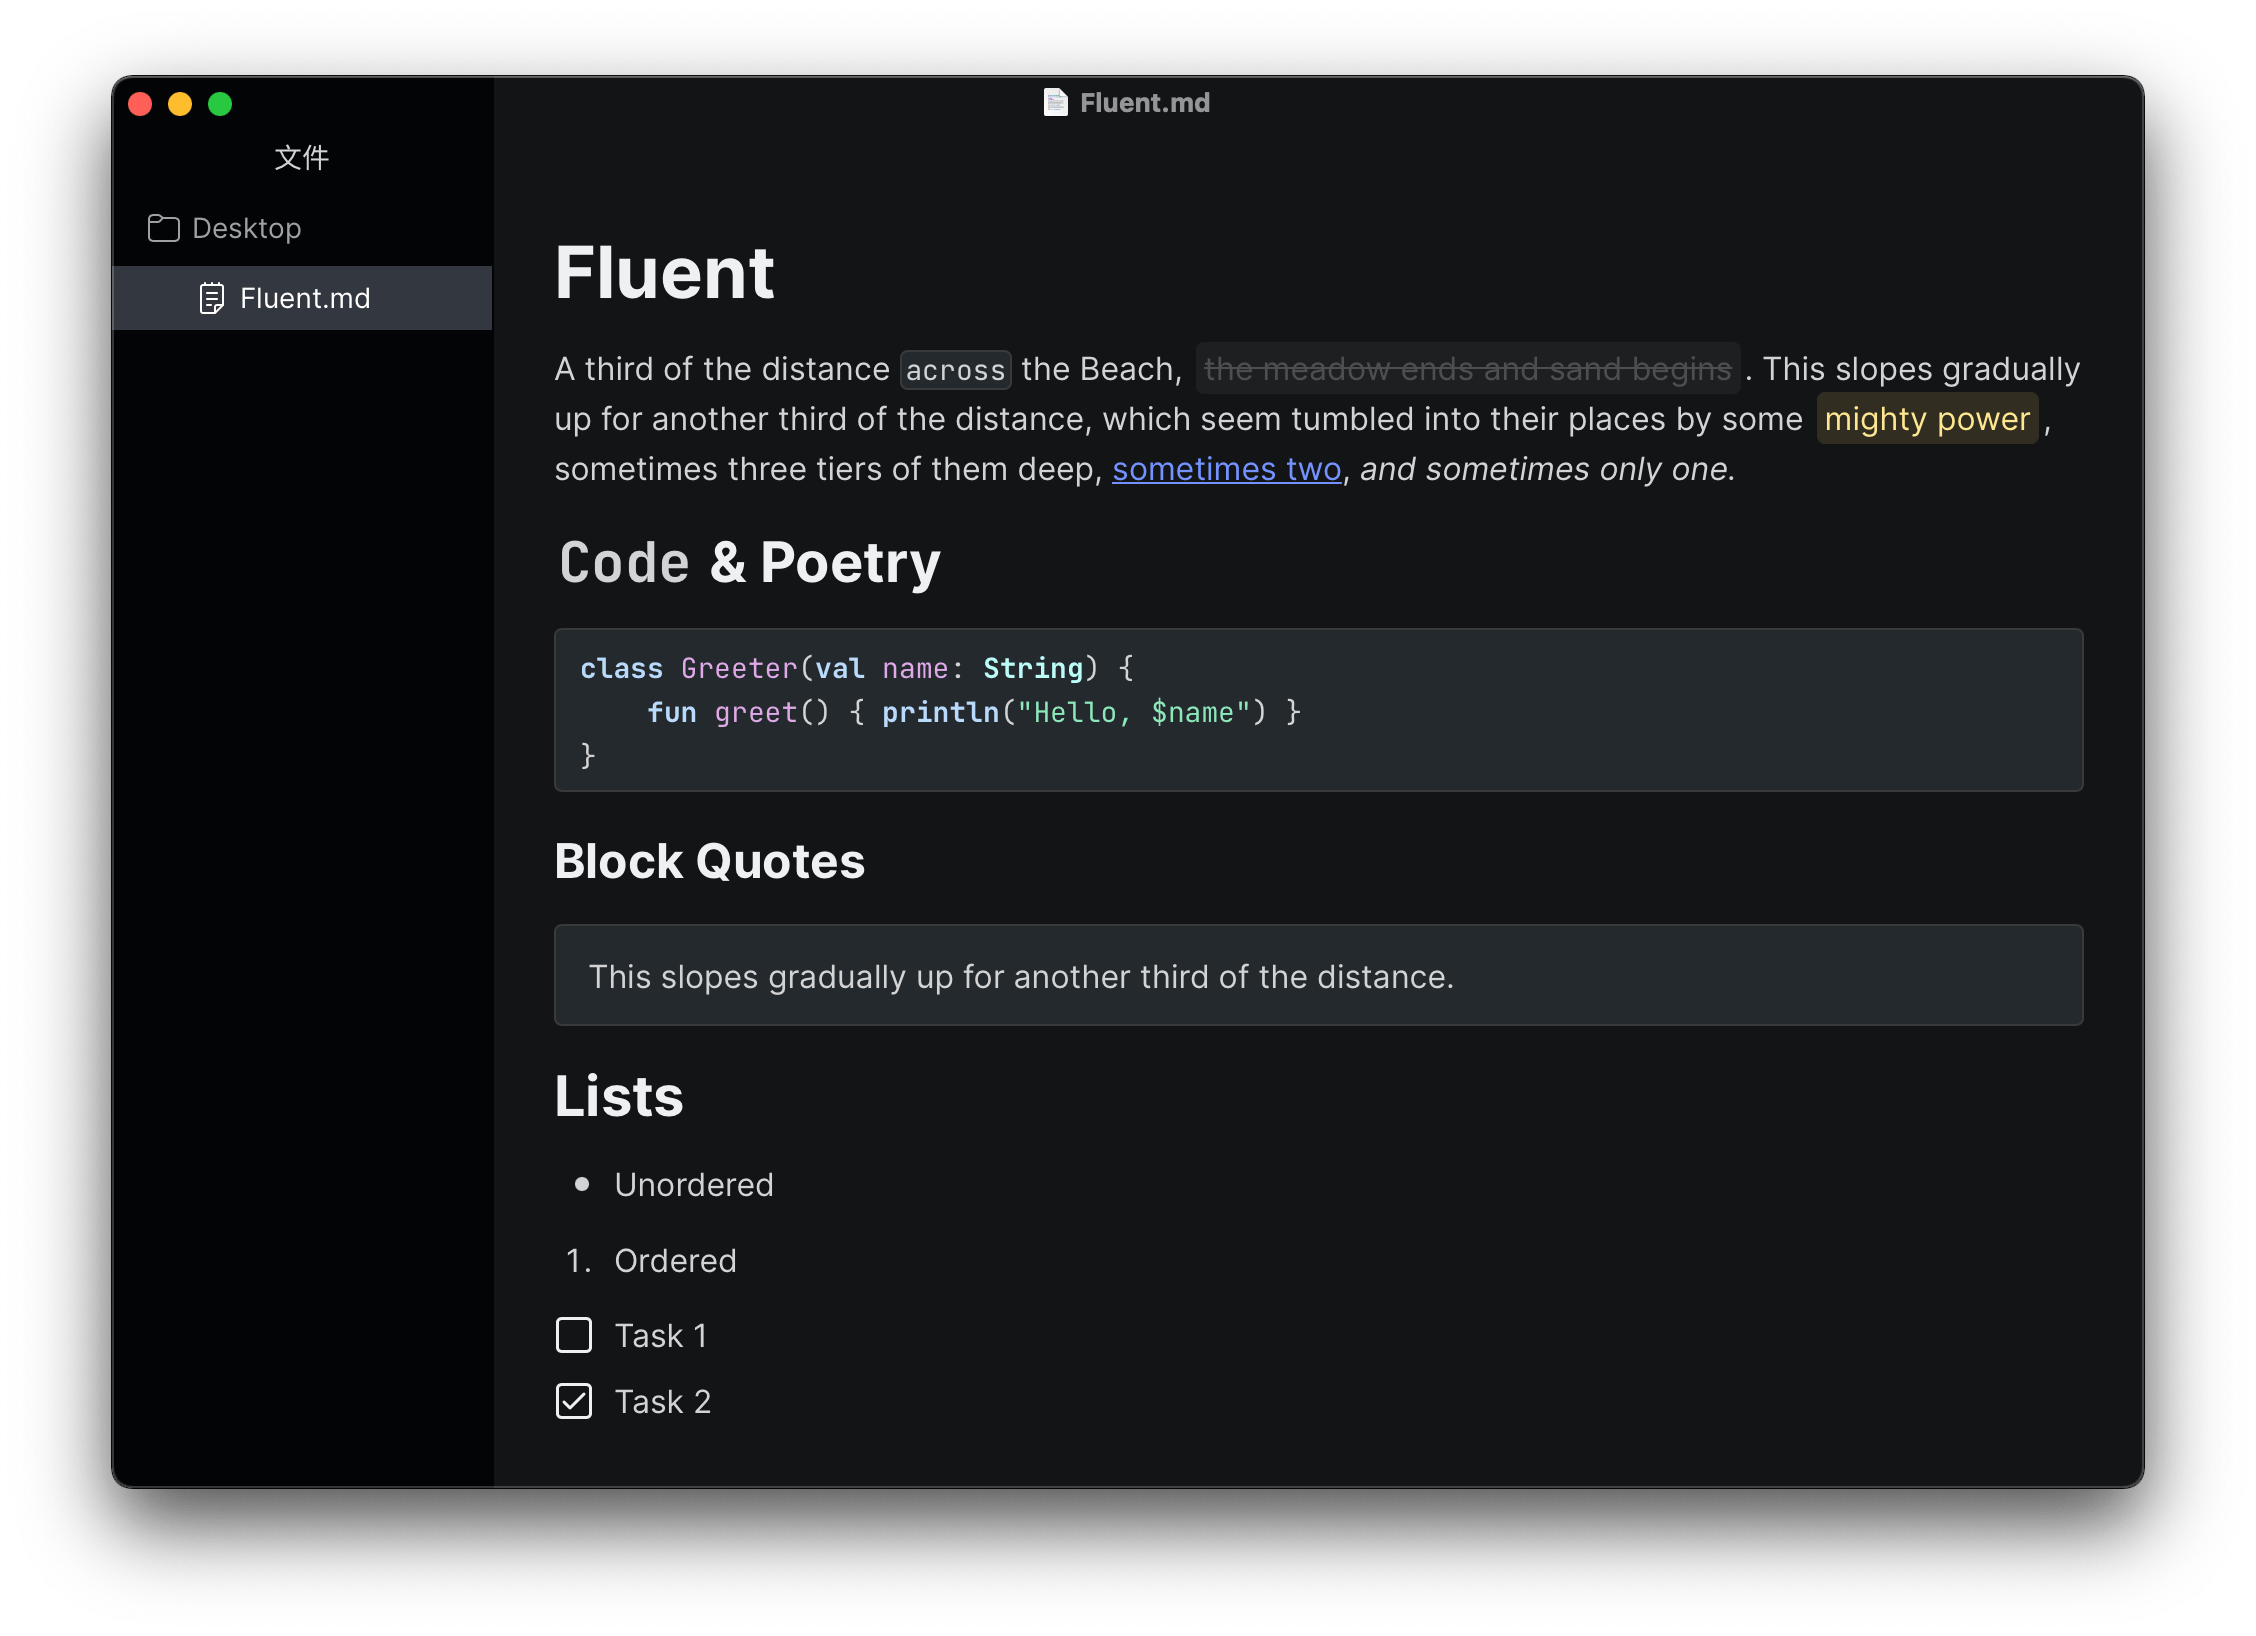 Fluent.md
文件
Desktop
Fluent.md
Fluent
A third of the distance across the Beach, the meadow ends and sand begins. This slopes gradually
up for another third of the distance, which seem tumbled into their places by some mighty power,
sometimes three tiers of them deep, sometimes two, and sometimes only one.
Code & Poetry
class Greeter(val name: String) {
    fun greet() { println("Hello, $name") }
}
Block Quotes
This slopes gradually up for another third of the distance.
Lists
• Unordered
1. Ordered
Task 1
Task 2